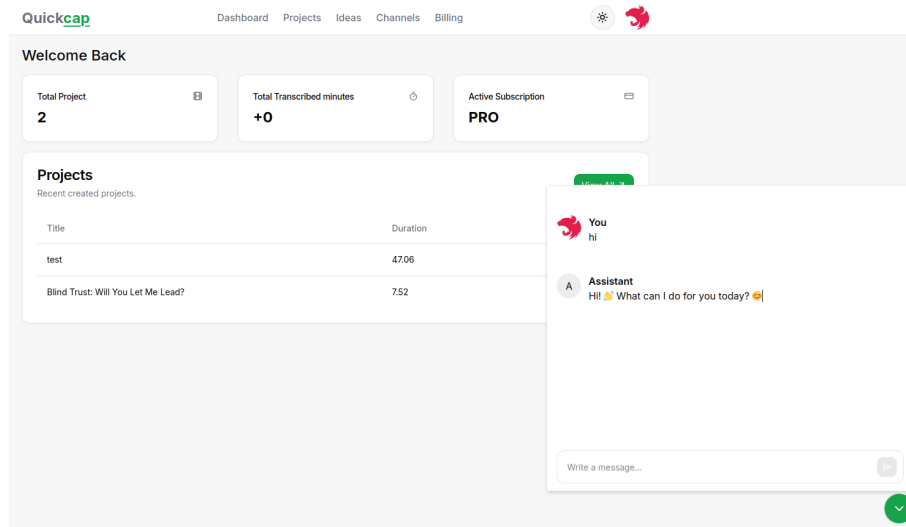 Quickcap
Dashboard Projects Ideas Channels Billing
Welcome Back
Total Project
2
Total Transcribed minutes
+0
Active Subscription
PRO
Projects
Recent created projects.
View All
Title Duration
test 47.06
Blind Trust: Will You Let Me Lead? 7.52
You
hi
A
Assistant
Hi! 👋 What can I do for you today? 😊
Write a message...